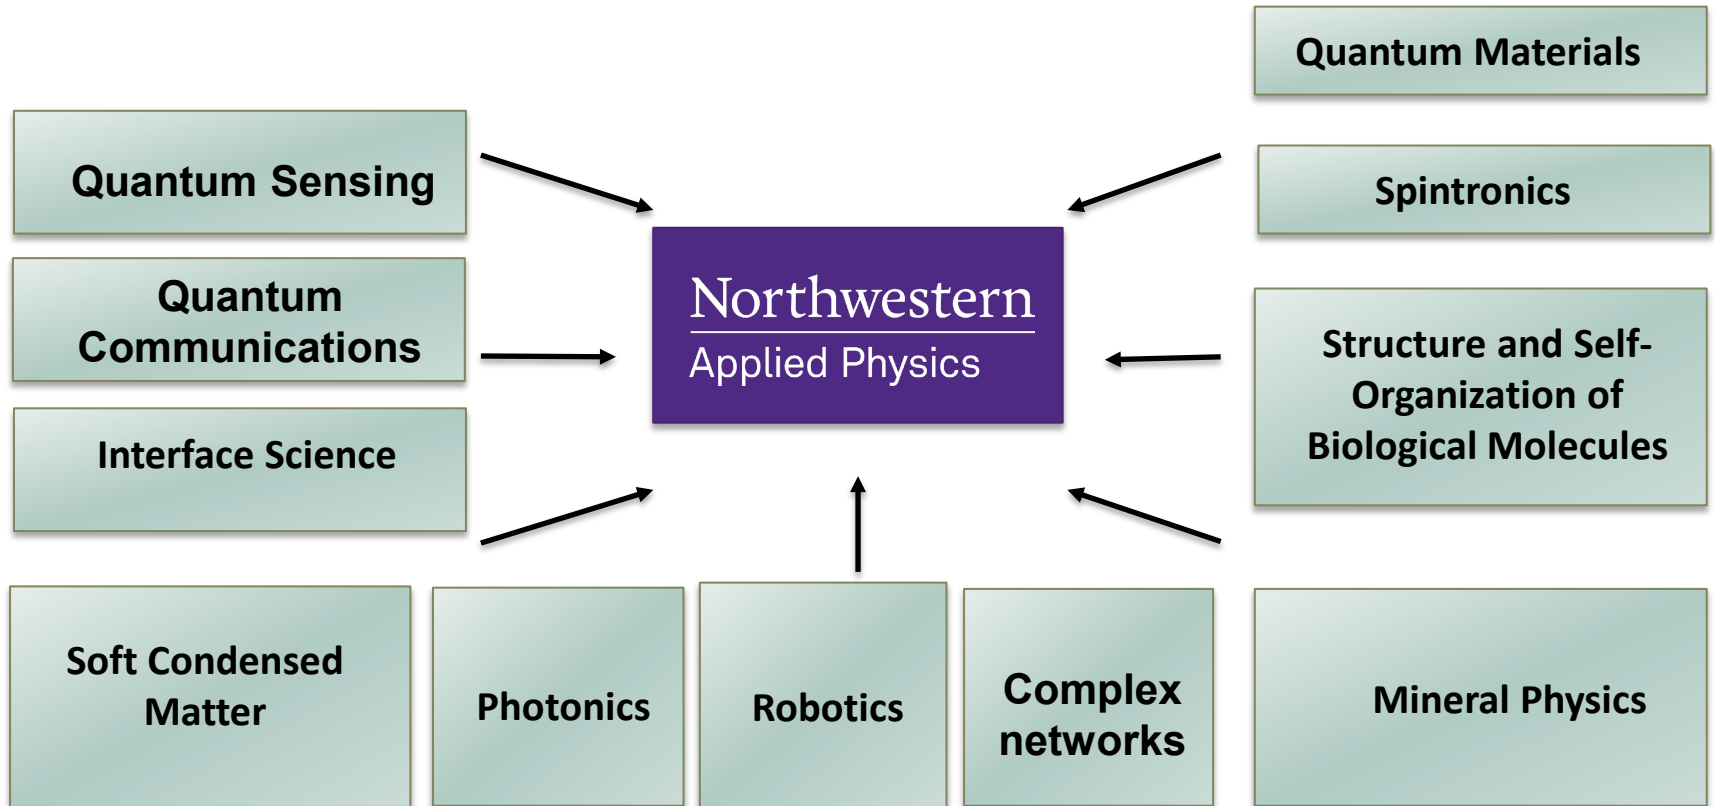 Quantum Materials
Quantum Sensing
Spintronics
Quantum
Communications
Northwestern
Applied Physics
Structure and Self-
Organization of
Biological Molecules
Interface Science
Soft Condensed
Matter
Photonics
Robotics
Complex
networks
Mineral Physics